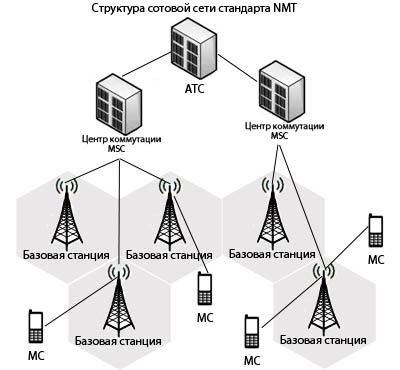 Структура сотовой сети стандарта NMT
АТС
Центр коммутации
MSC
Центр коммутации
MSC
Базовая станция
Базовая станция
Базовая станция
МС
МС
Базовая станция
МС
МС
Базовая станция